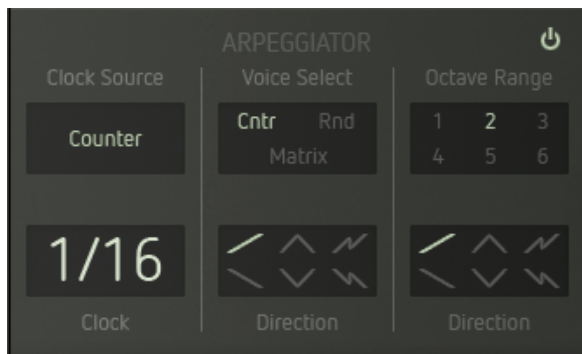 ARPEGGIATOR
Clock Source
Voice Select
Octave Range
Counter
Cntr Rnd
Matrix
1 2 3
4 5 6
1/16
Clock
Direction
Direction